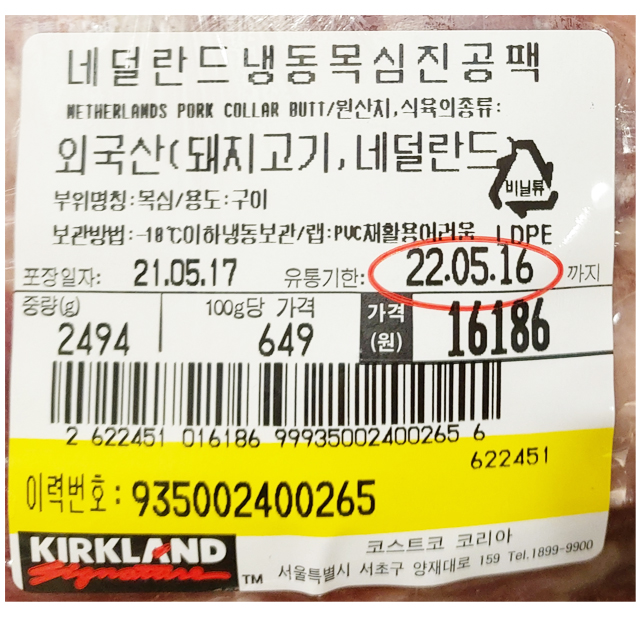 네덜란드냉동목심진공팩
NETHERLANDS PORK COLLAR BUTT/원산지,식육의종류:
외국산(돼지고기,네덜란드)
비닐류
부위명칭:목심/용도:구이
보관방법:-18℃이하냉동보관/랩:PVC재활용어려움 LDPE
포장일자: 21.05.17 유통기한: 22.05.16 까지
중량(g) 100g당 가격 가격(원)
2494 649 16186
2 622451 016186 99935002400265 6
622451
이력번호: 935002400265
KIRKLAND 코스트코 코리아
Signature TM 서울특별시 서초구 양재대로 159 Tel.1899-9900